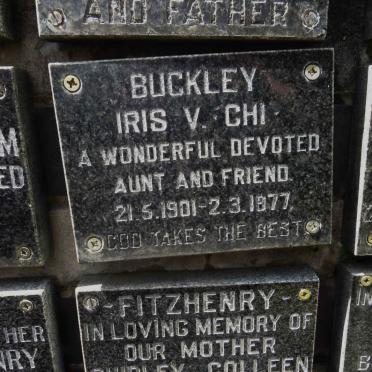 AND FATHER
BUCKLEY
IRIS V. CHI
A WONDERFUL DEVOTED
AUNT AND FRIEND.
21.5.1901-2.3.1977.
GOD TAKES THE BEST
-FITZHENRY-
IN LOVING MEMORY OF
OUR MOTHER
COLLEEN